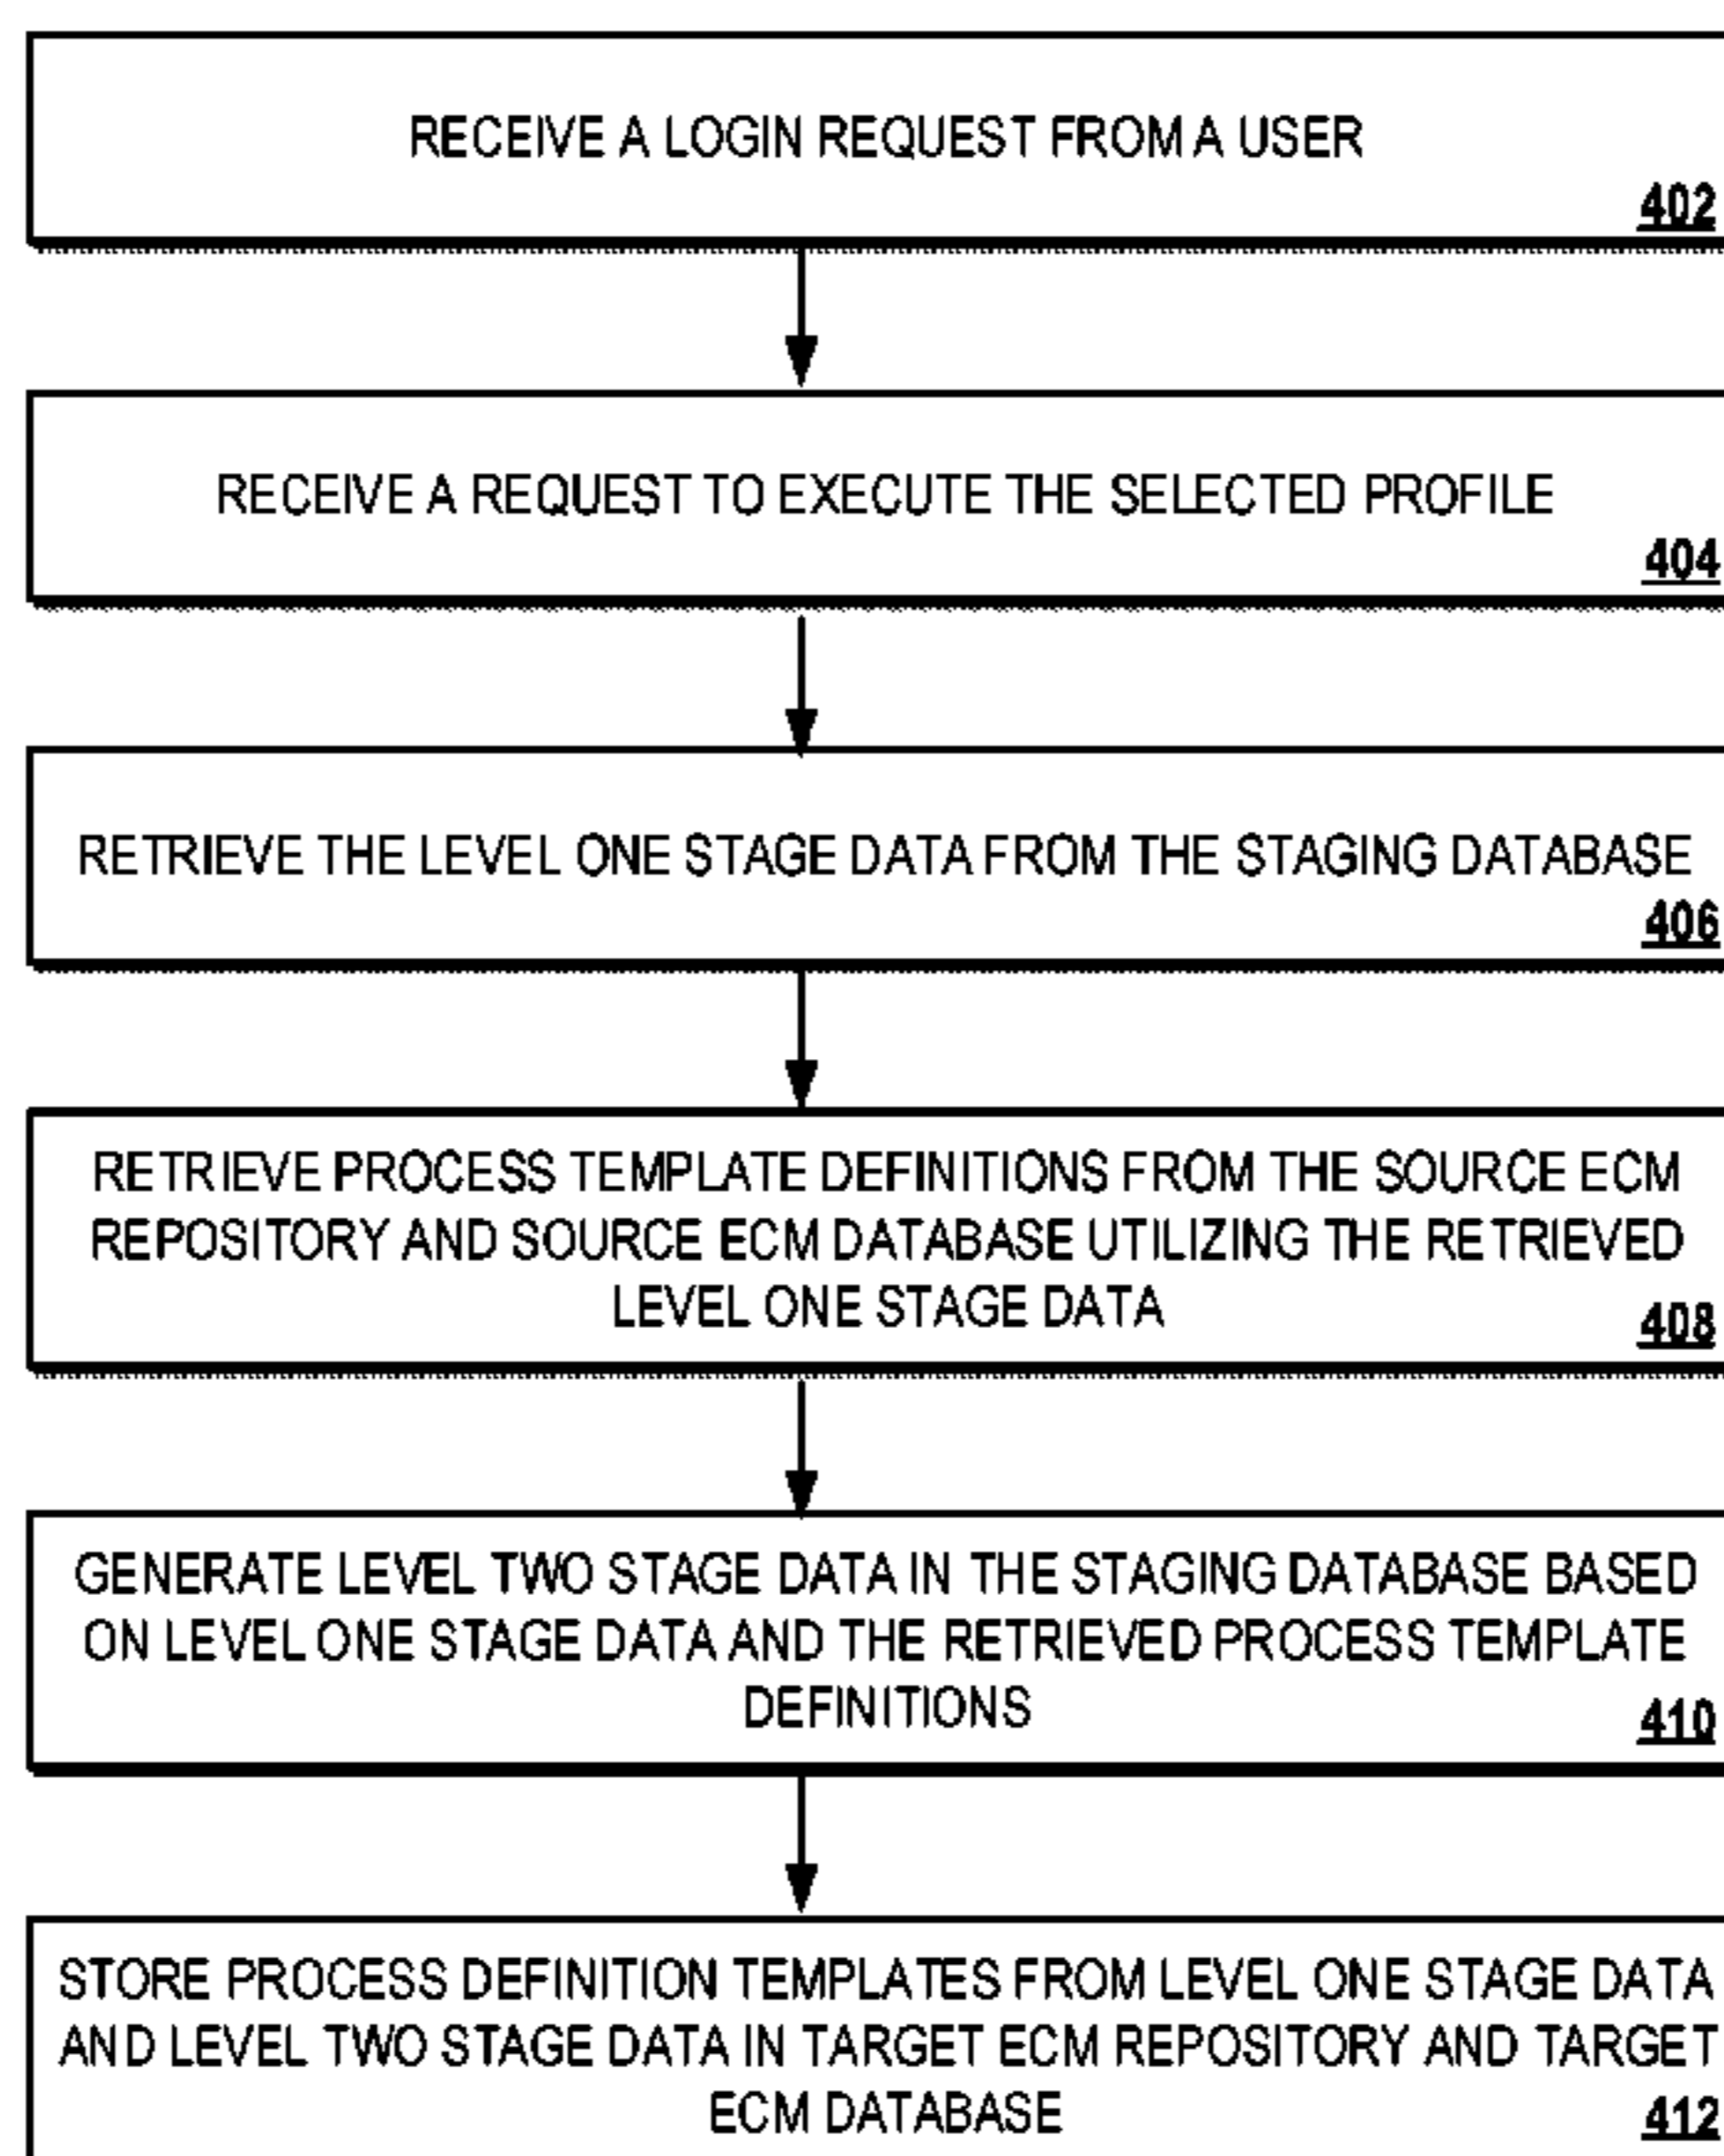 RECEIVE A LOGIN REQUEST FROM A USER
402
RECEIVE A REQUEST TO EXECUTE THE SELECTED PROFILE
404
RETRIEVE THE LEVEL ONE STAGE DATA FROM THE STAGING DATABASE
406
RETRIEVE PROCESS TEMPLATE DEFINITIONS FROM THE SOURCE ECM
REPOSITORY AND SOURCE ECM DATABASE UTILIZING THE RETRIEVED
LEVEL ONE STAGE DATA
408
GENERATE LEVEL TWO STAGE DATA IN THE STAGING DATABASE BASED
ON LEVEL ONE STAGE DATA AND THE RETRIEVED PROCESS TEMPLATE
DEFINITIONS
410
STORE PROCESS DEFINITION TEMPLATES FROM LEVEL ONE STAGE DATA
AND LEVEL TWO STAGE DATA IN TARGET ECM REPOSITORY AND TARGET
ECM DATABASE
412